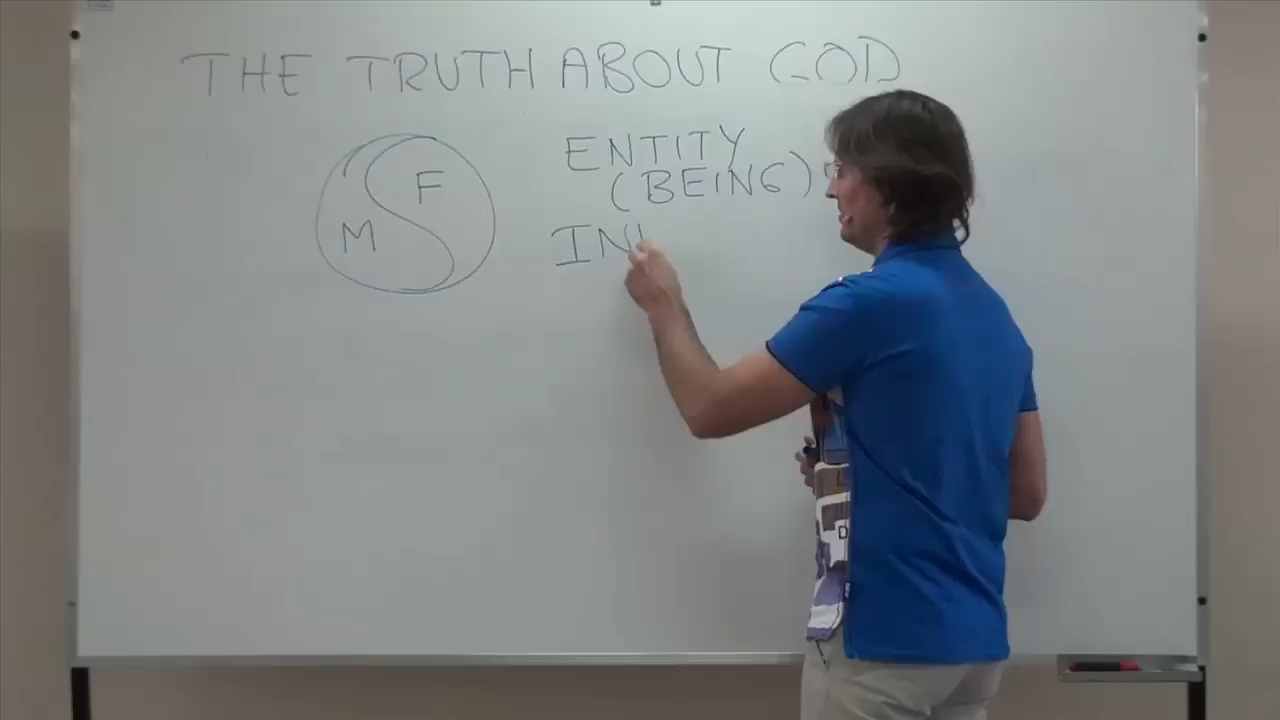 THE TRUTH ABOUT GOD
F
M
ENTITY
(BEING)